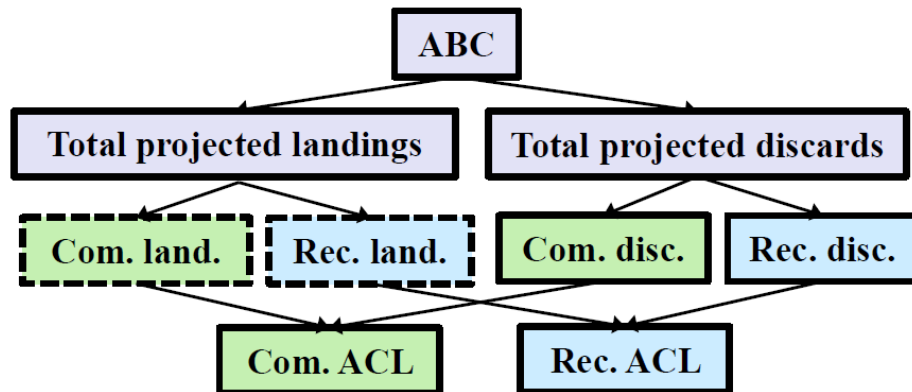 ABC
Total projected landings
Total projected discards
Com. land.
Rec. land.
Com. disc.
Rec. disc.
Com. ACL
Rec. ACL